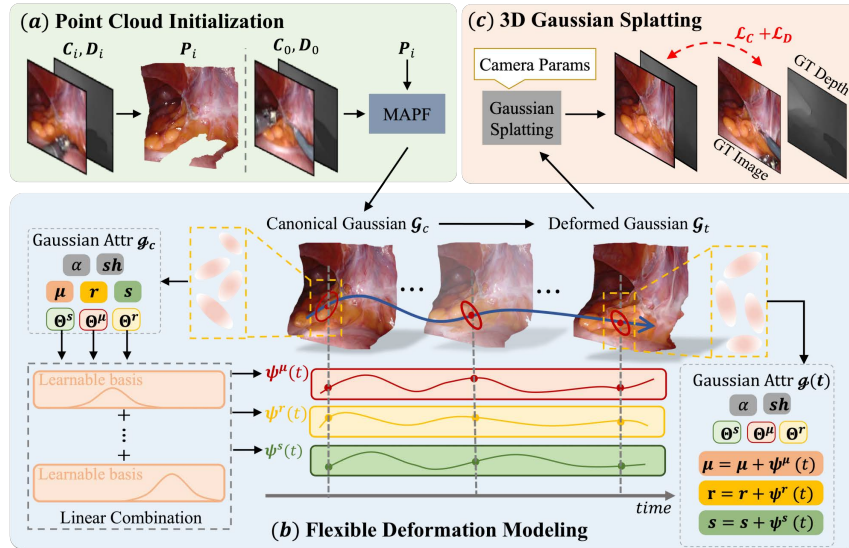 (a) Point Cloud Initialization
C_i, D_i
P_i
C_0, D_0
P_i
MAPF
(c) 3D Gaussian Splatting
Camera Params
Gaussian
Splatting
ℒ_C + ℒ_D
GT Image
GT Depth
Canonical Gaussian 𝓖_c
Deformed Gaussian 𝓖_t
Gaussian Attr ℊ_c
α sh
μ r s
Θ^s Θ^μ Θ^r
... ...
Learnable basis
+
⋮
+
Learnable basis
Linear Combination
ψ^μ(t)
ψ^r(t)
ψ^s(t)
time
Gaussian Attr ℊ(t)
α sh
Θ^s Θ^μ Θ^r
μ = μ + ψ^μ (t)
r = r + ψ^r (t)
s = s + ψ^s (t)
(b) Flexible Deformation Modeling